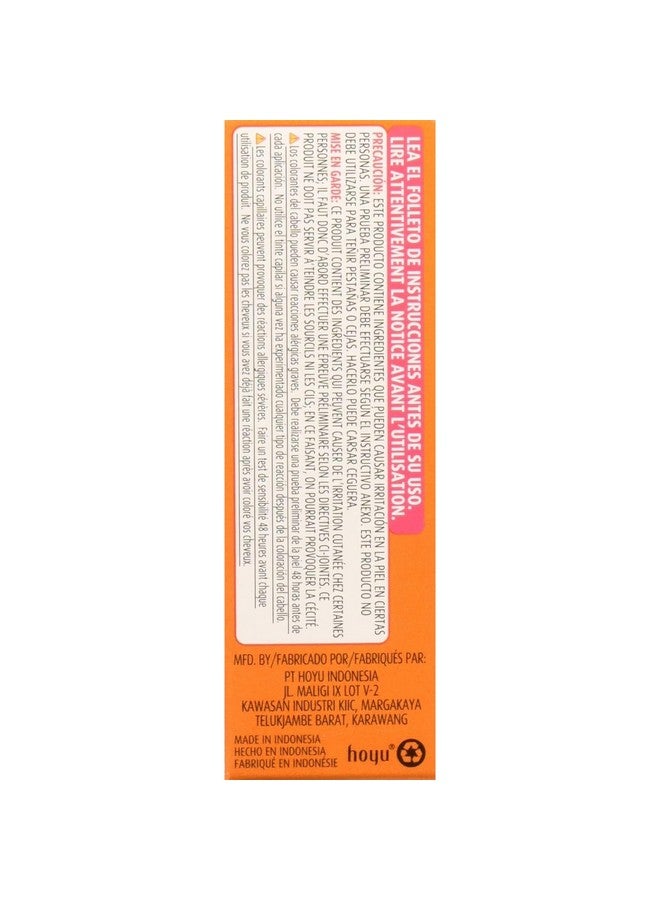 LEA EL FOLLETO DE INSTRUCCIONES ANTES DE SU USO.
LIRE ATTENTIVEMENT LA NOTICE AVANT L'UTILISATION.
PRECAUCIÓN: ESTE PRODUCTO CONTIENE INGREDIENTES QUE PUEDEN CAUSAR IRRITACIÓN EN LA PIEL EN CIERTAS
PERSONAS. UNA PRUEBA PRELIMINAR DEBE EFECTUARSE SEGÚN EL INSTRUCTIVO ANEXO. ESTE PRODUCTO NO
DEBE UTILIZARSE PARA TENIR PESTAÑAS O CEJAS. HACERLO PUEDE CARSAR CEGUERA.
MISE EN GARDE: CE PRODUIT CONTIENT DES INGREDIENTS QUI PEUVENT CAUSER DE L'IRRITATION CUTANÉE CHEZ CERTAINES
PERSONNES; IL FAUT DONC D'ABORD EFFECTUER UNE ÉPREUVE PRÉLIMINAIRE SELON LES DIRECTIVES CI-JOINTES. CE
PRODUIT NE DOIT PAS SERVIR À TEINDRE LES SOURCILS NI LES CILS; EN CE FAISANT, ON POURRAIT PROVOQUER LA CÉCITÉ.
⚠ Los colorantes del cabello pueden causar reacciones alérgicas graves. Debe realizarse una prueba preliminar de la piel 48 horas antes de
cada aplicación. No utilice el tinte capilar si alguna vez ha experimentado cualquier tipo de reacción después de la coloración del cabello.
⚠ Les colorants capillaires peuvent provoquer des réactions allergiques sévères. Faire un test de sensibilité 48 heures avant chaque
utilisation de produit. Ne vous colorez pas les cheveux si vous avez déjà fait une réaction après avoir coloré vos cheveux.
MFD. BY/FABRICADO POR/FABRIQUÉS PAR:
PT HOYU INDONESIA
JL. MALIGI IX LOT V-2
KAWASAN INDUSTRI KIIC, MARGAKAYA
TELUKJAMBE BARAT, KARAWANG
MADE IN INDONESIA
HECHO EN INDONESIA
FABRIQUÉ EN INDONÉSIE
hoyu®